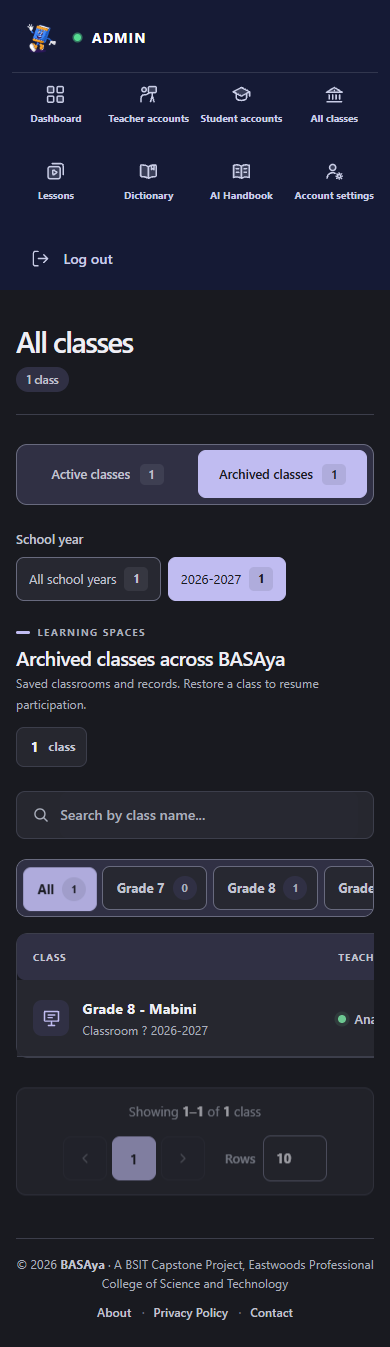 ADMIN
Dashboard
Teacher accounts
Student accounts
All classes
Lessons
Dictionary
AI Handbook
Account settings
Log out
All classes
1 class
Active classes 1
Archived classes 1
School year
All school years 1
2026-2027 1
LEARNING SPACES
Archived classes across BASAya
Saved classrooms and records. Restore a class to resume
participation.
1 class
Search by class name...
All 1
Grade 7 0
Grade 8 1
Grade
CLASS
TEACH
Grade 8 - Mabini
Classroom ? 2026-2027
Ana
Showing 1–1 of 1 class
1
Rows 10
© 2026 BASAya · A BSIT Capstone Project, Eastwoods Professional
College of Science and Technology
About · Privacy Policy · Contact